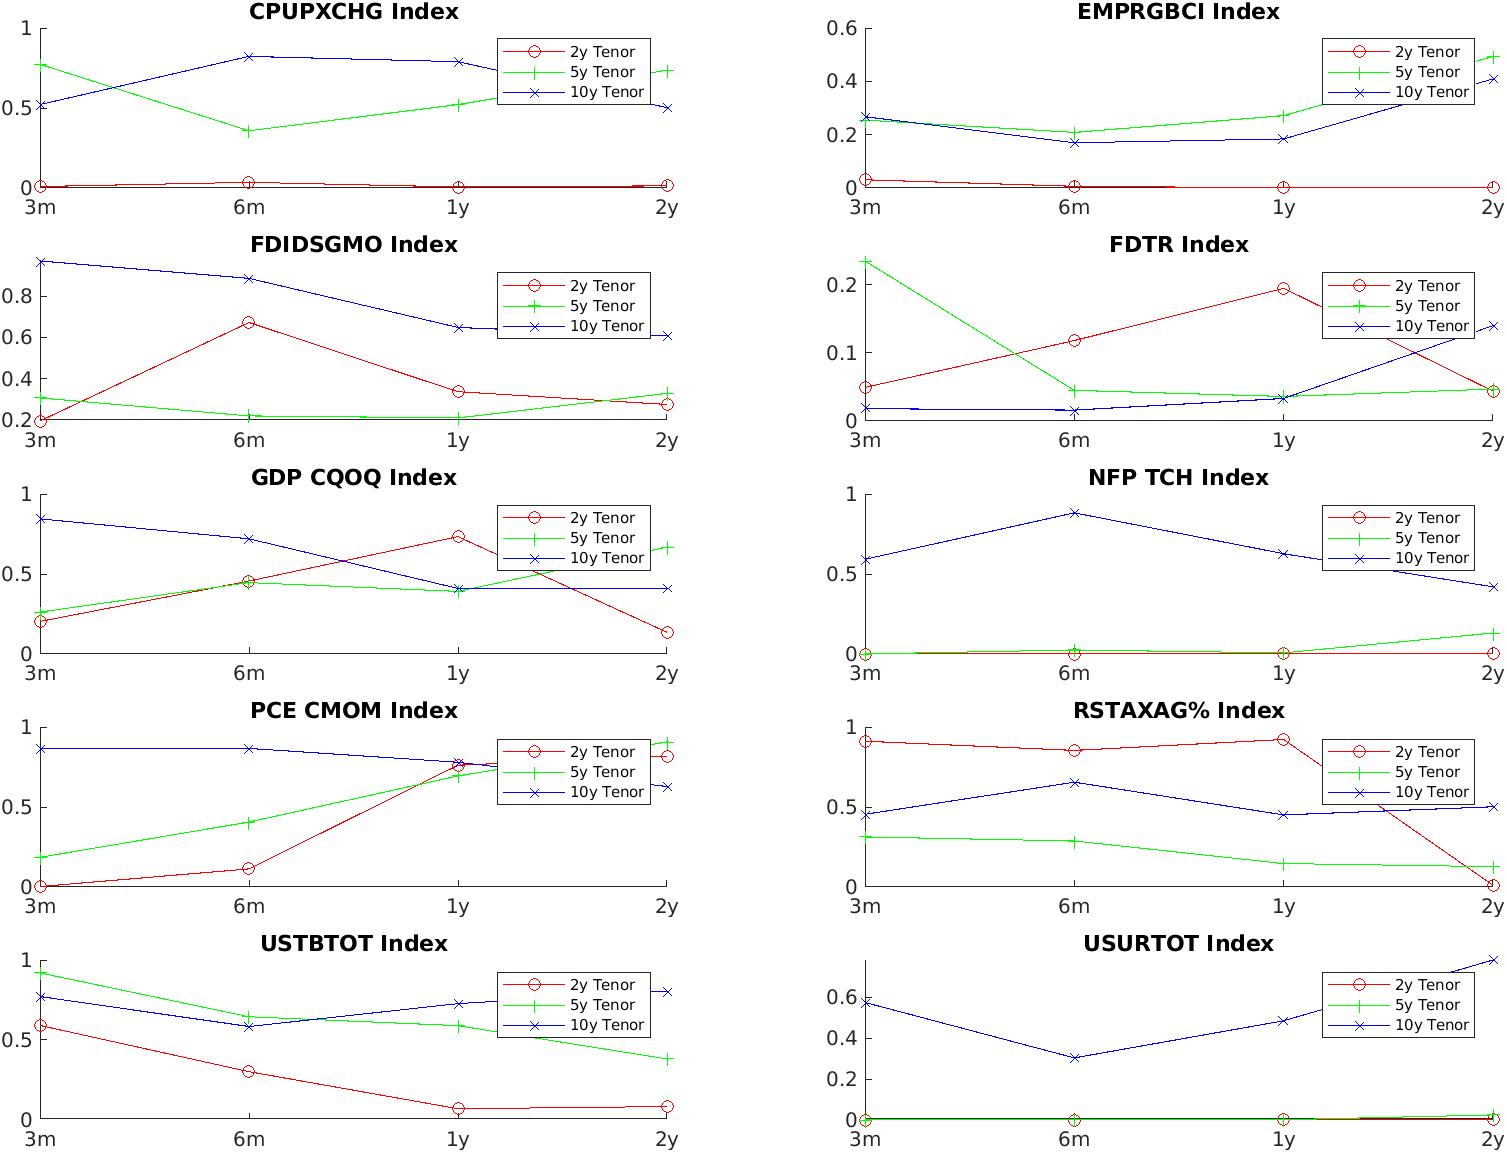 CPUPXCHG Index
1
0.5
0
3m 6m 1y 2y
2y Tenor
5y Tenor
10y Tenor
EMPRGBCI Index
0.6
0.4
0.2
0
3m 6m 1y 2y
2y Tenor
5y Tenor
10y Tenor
FDIDSGMO Index
0.8
0.6
0.4
0.2
3m 6m 1y 2y
2y Tenor
5y Tenor
10y Tenor
FDTR Index
0.2
0.1
0
3m 6m 1y 2y
2y Tenor
5y Tenor
10y Tenor
GDP CQOQ Index
1
0.5
0
3m 6m 1y 2y
2y Tenor
5y Tenor
10y Tenor
NFP TCH Index
1
0.5
0
3m 6m 1y 2y
2y Tenor
5y Tenor
10y Tenor
PCE CMOM Index
1
0.5
0
3m 6m 1y 2y
2y Tenor
5y Tenor
10y Tenor
RSTAXAG% Index
1
0.5
0
3m 6m 1y 2y
2y Tenor
5y Tenor
10y Tenor
USTBTOT Index
1
0.5
0
3m 6m 1y 2y
2y Tenor
5y Tenor
10y Tenor
USURTOT Index
0.6
0.4
0.2
0
3m 6m 1y 2y
2y Tenor
5y Tenor
10y Tenor